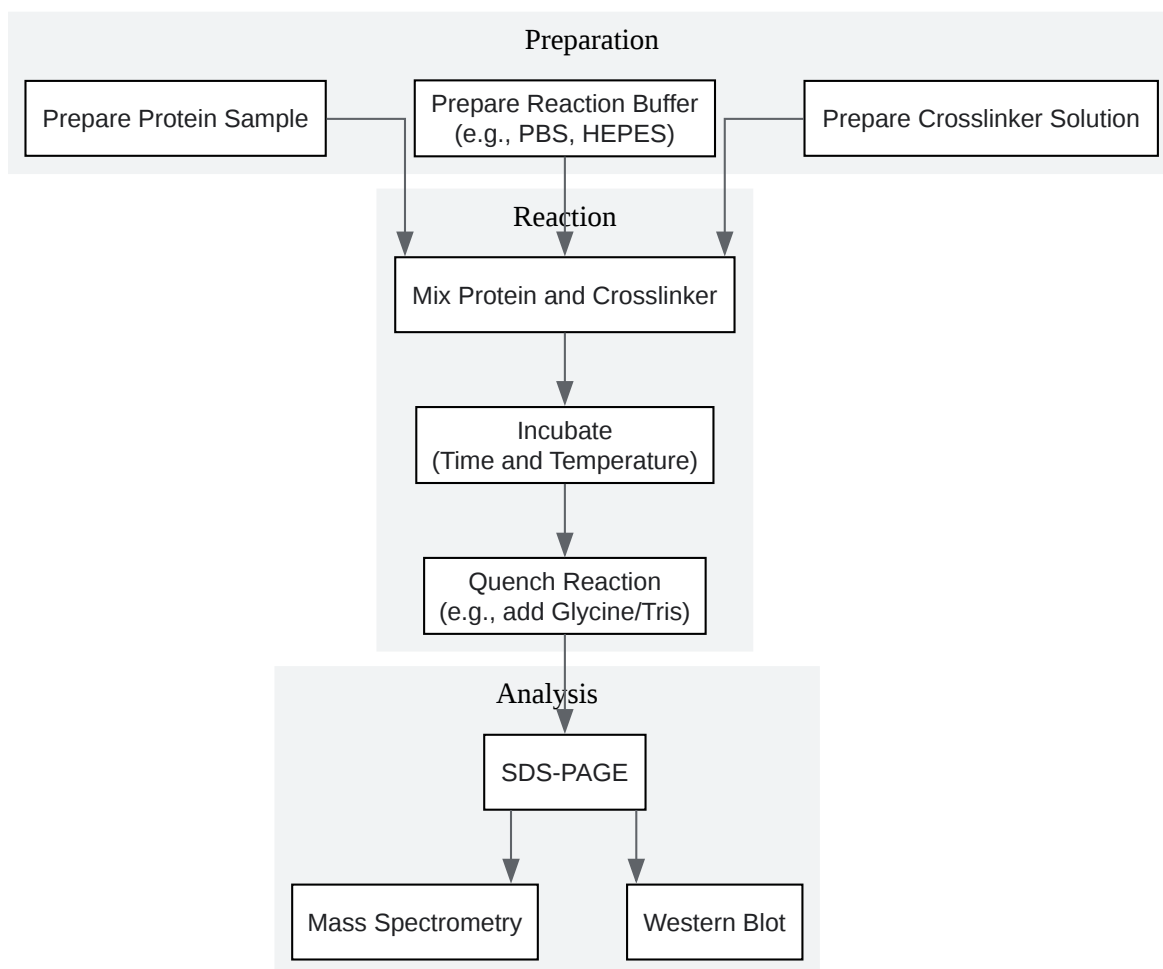 Preparation
Prepare Protein Sample
Prepare Reaction Buffer
(e.g., PBS, HEPES)
Prepare Crosslinker Solution
Reaction
Mix Protein and Crosslinker
Incubate
(Time and Temperature)
Quench Reaction
(e.g., add Glycine/Tris)
Analysis
SDS-PAGE
Mass Spectrometry
Western Blot